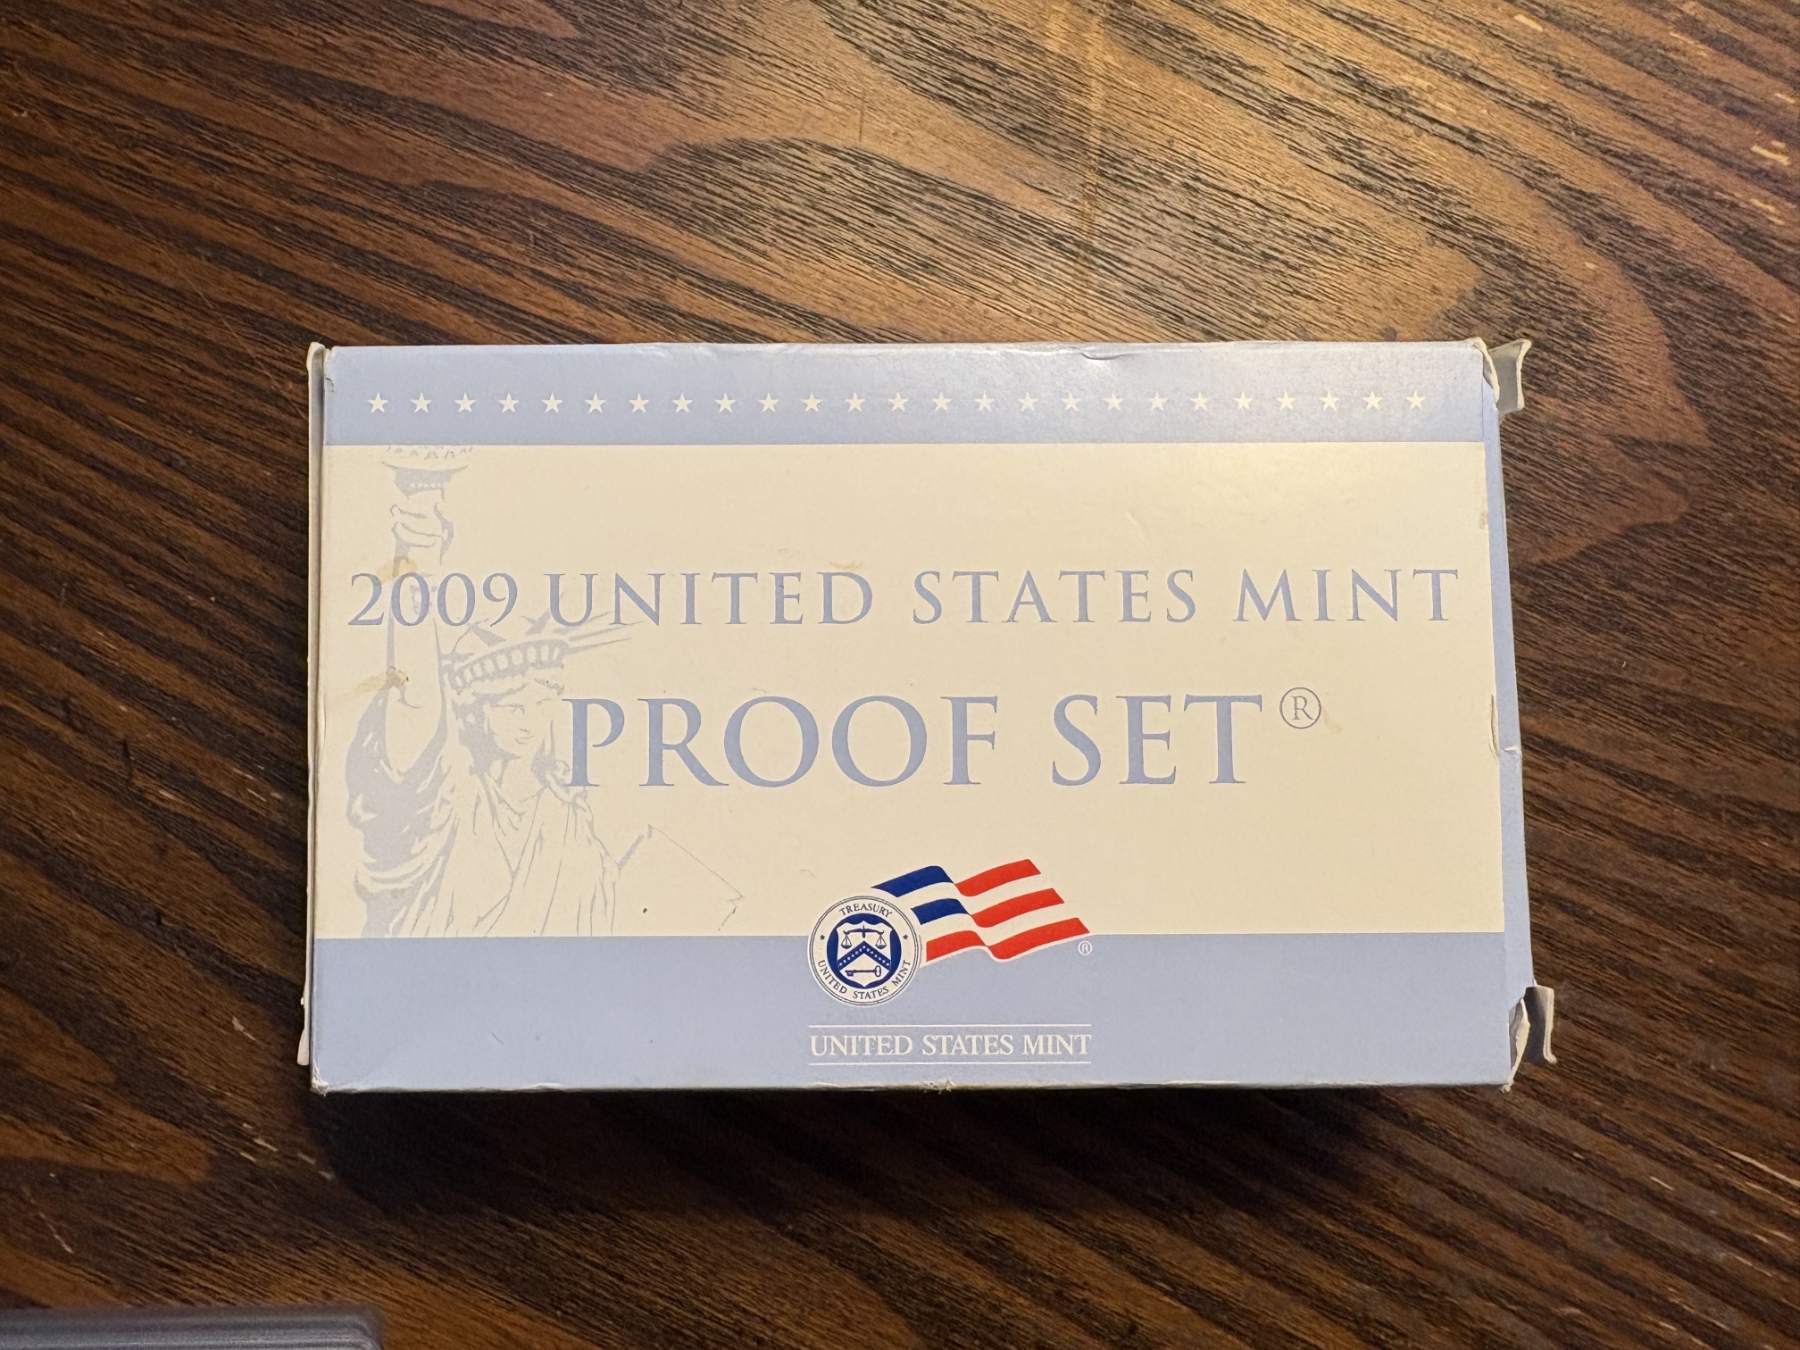 2009 UNITED STATES MINT
PROOF SET®
TREASURY
UNITED STATES MINT
®
UNITED STATES MINT